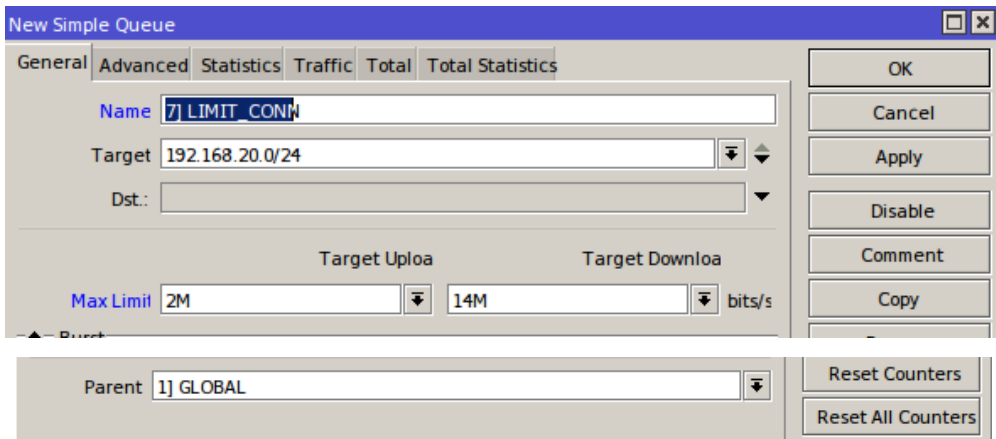 New Simple Queue
General Advanced Statistics Traffic Total Total Statistics
OK
Name 7] LIMIT_CONN
Cancel
Target 192.168.20.0/24
Apply
Dst.:
Disable
Target Uploa Target Downloa
Comment
Max Limit 2M 14M bits/s
Copy
Burst
Parent 1] GLOBAL
Reset Counters
Reset All Counters